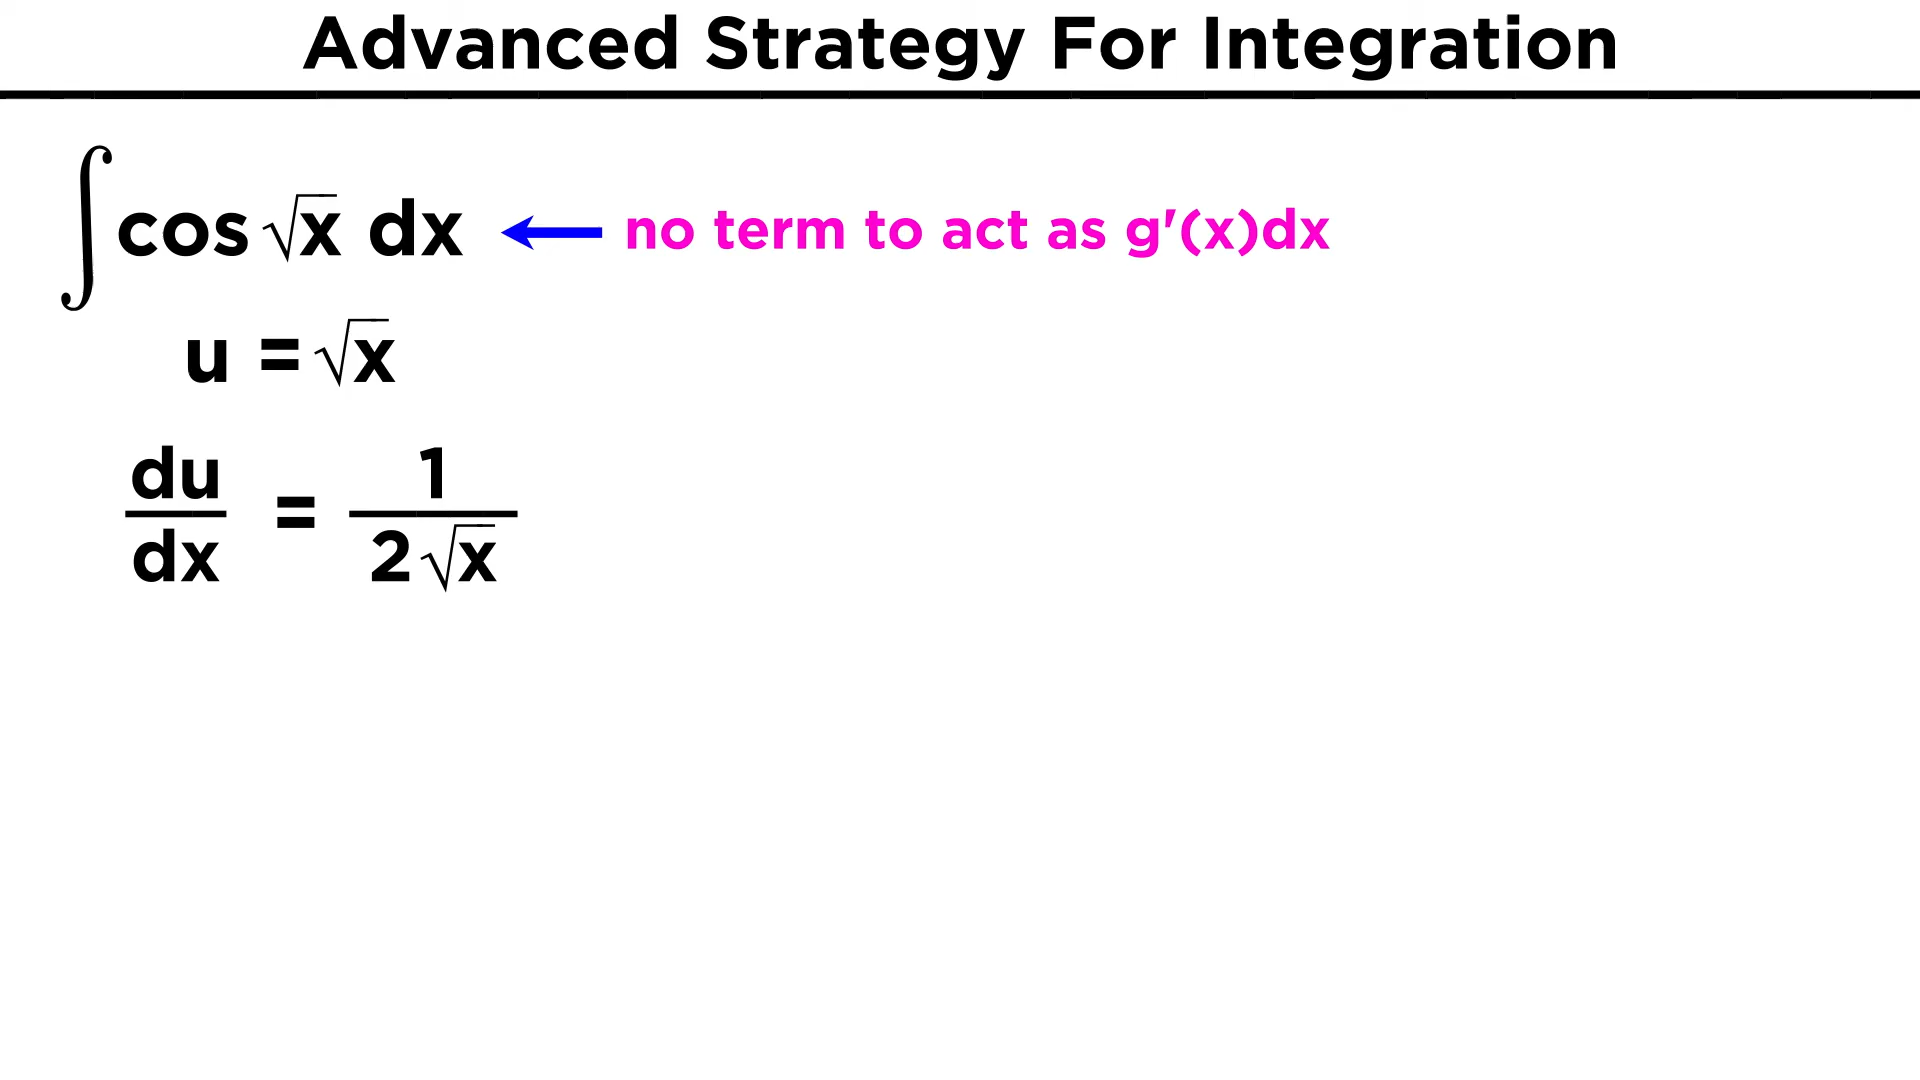 Advanced Strategy For Integration
∫cos√x dx ← no term to act as g'(x)dx
u = √x
du/dx = 1/2√x